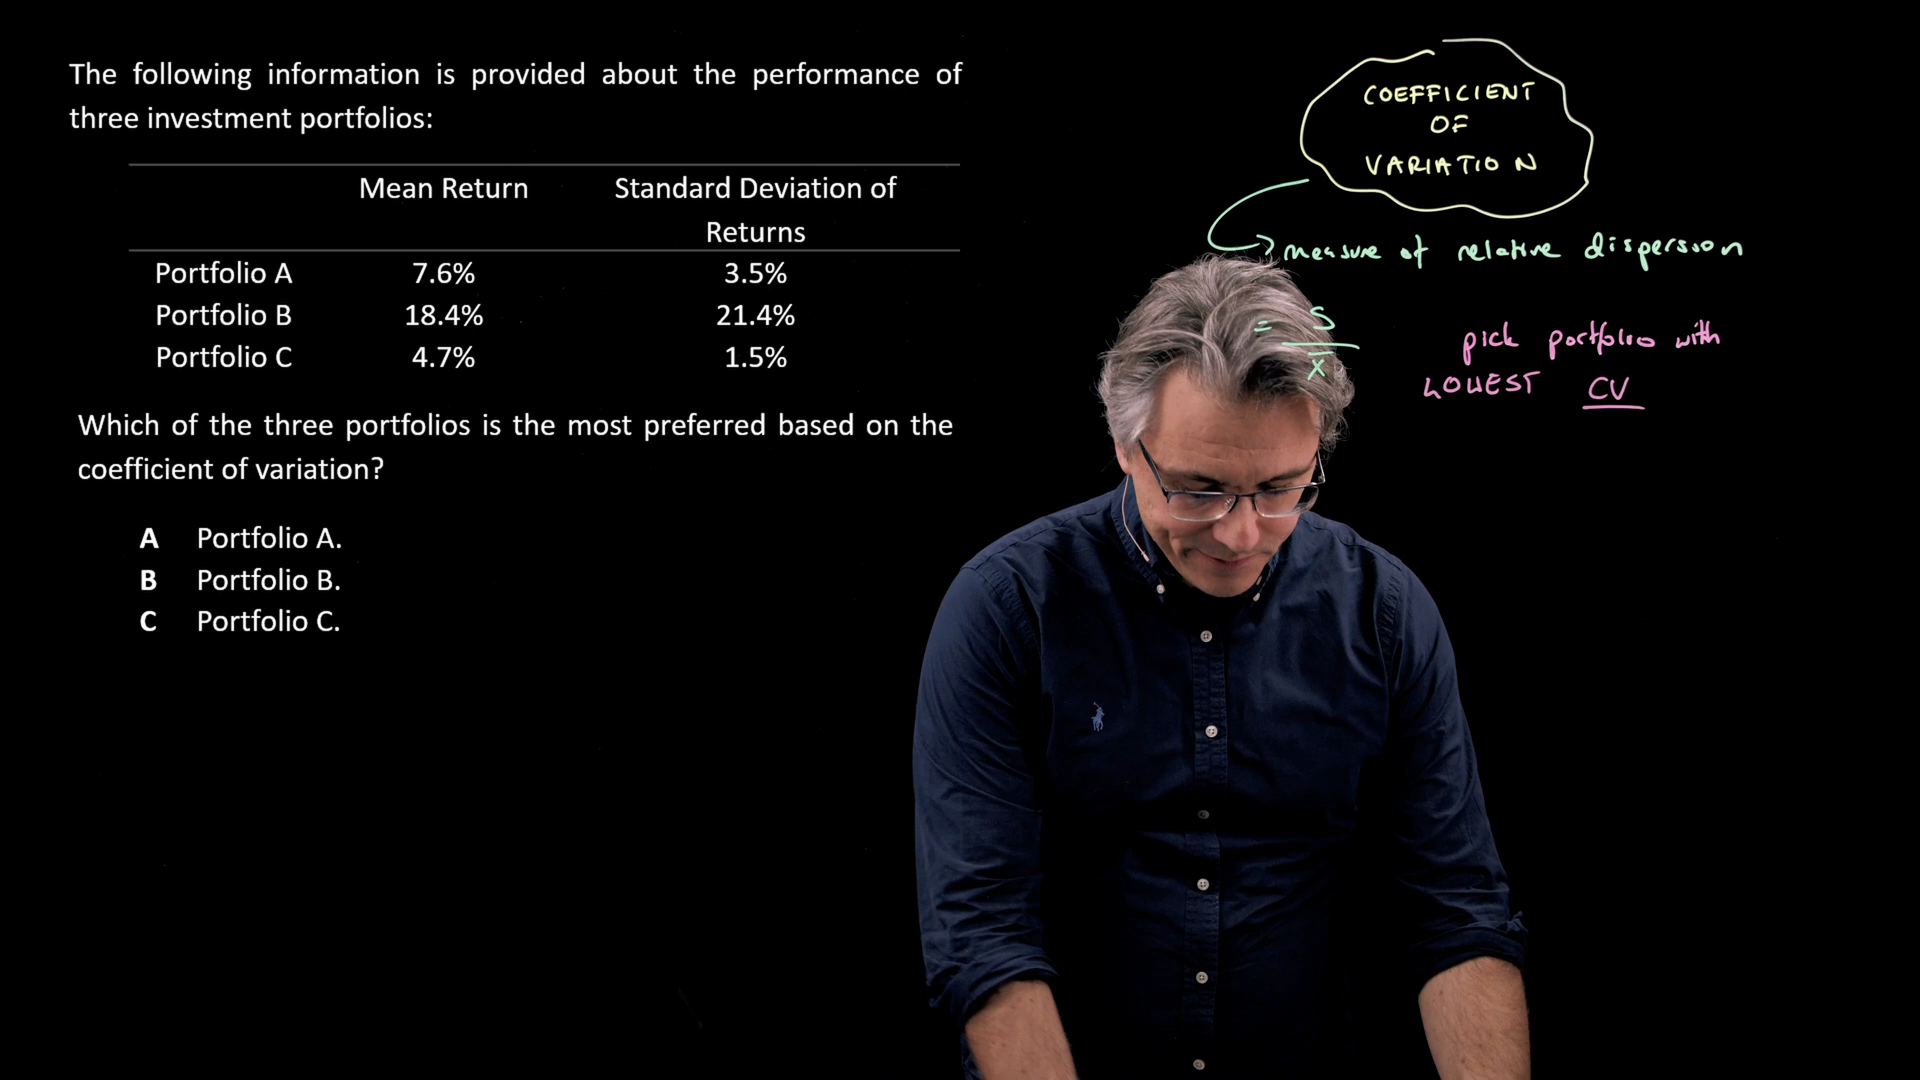 The following information is provided about the performance of
three investment portfolios:
Mean Return Standard Deviation of
Returns
Portfolio A 7.6% 3.5%
Portfolio B 18.4% 21.4%
Portfolio C 4.7% 1.5%
Which of the three portfolios is the most preferred based on the
coefficient of variation?
A Portfolio A.
B Portfolio B.
C Portfolio C.
COEFFICIENT
OF
VARIATION
measure of relative dispersion
= S
X̄
pick portfolio with
LOWEST CV